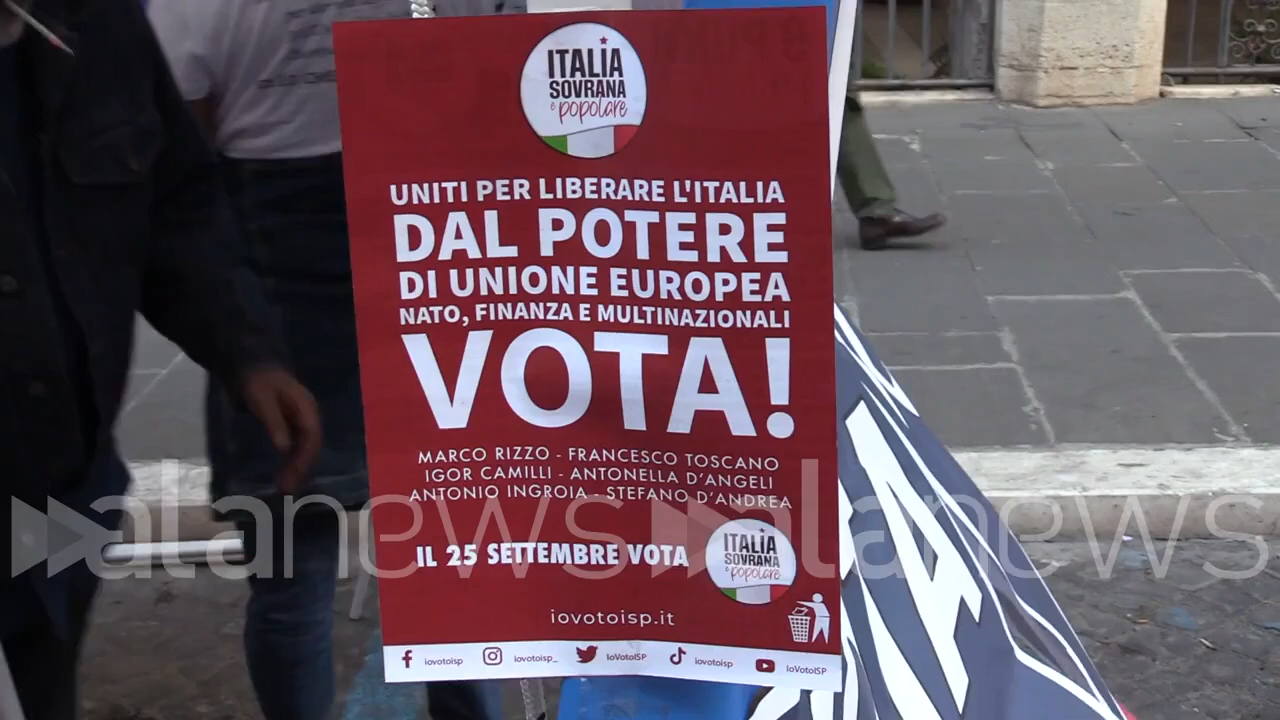 ITALIA
SOVRANA
e popolare
UNITI PER LIBERARE L'ITALIA
DAL POTERE
DI UNIONE EUROPEA
NATO, FINANZA E MULTINAZIONALI
VOTA!
MARCO RIZZO - FRANCESCO TOSCANO
IGOR CAMILLI - ANTONELLA D'ANGELI
ANTONIO INGROIA - STEFANO D'ANDREA
IL 25 SETTEMBRE VOTA
ITALIA
SOVRANA
e popolare
iovotoisp.it
iovotoisp iovotoisp_ IoVotoISP iovotoisp IoVotoISP
alanews alanews